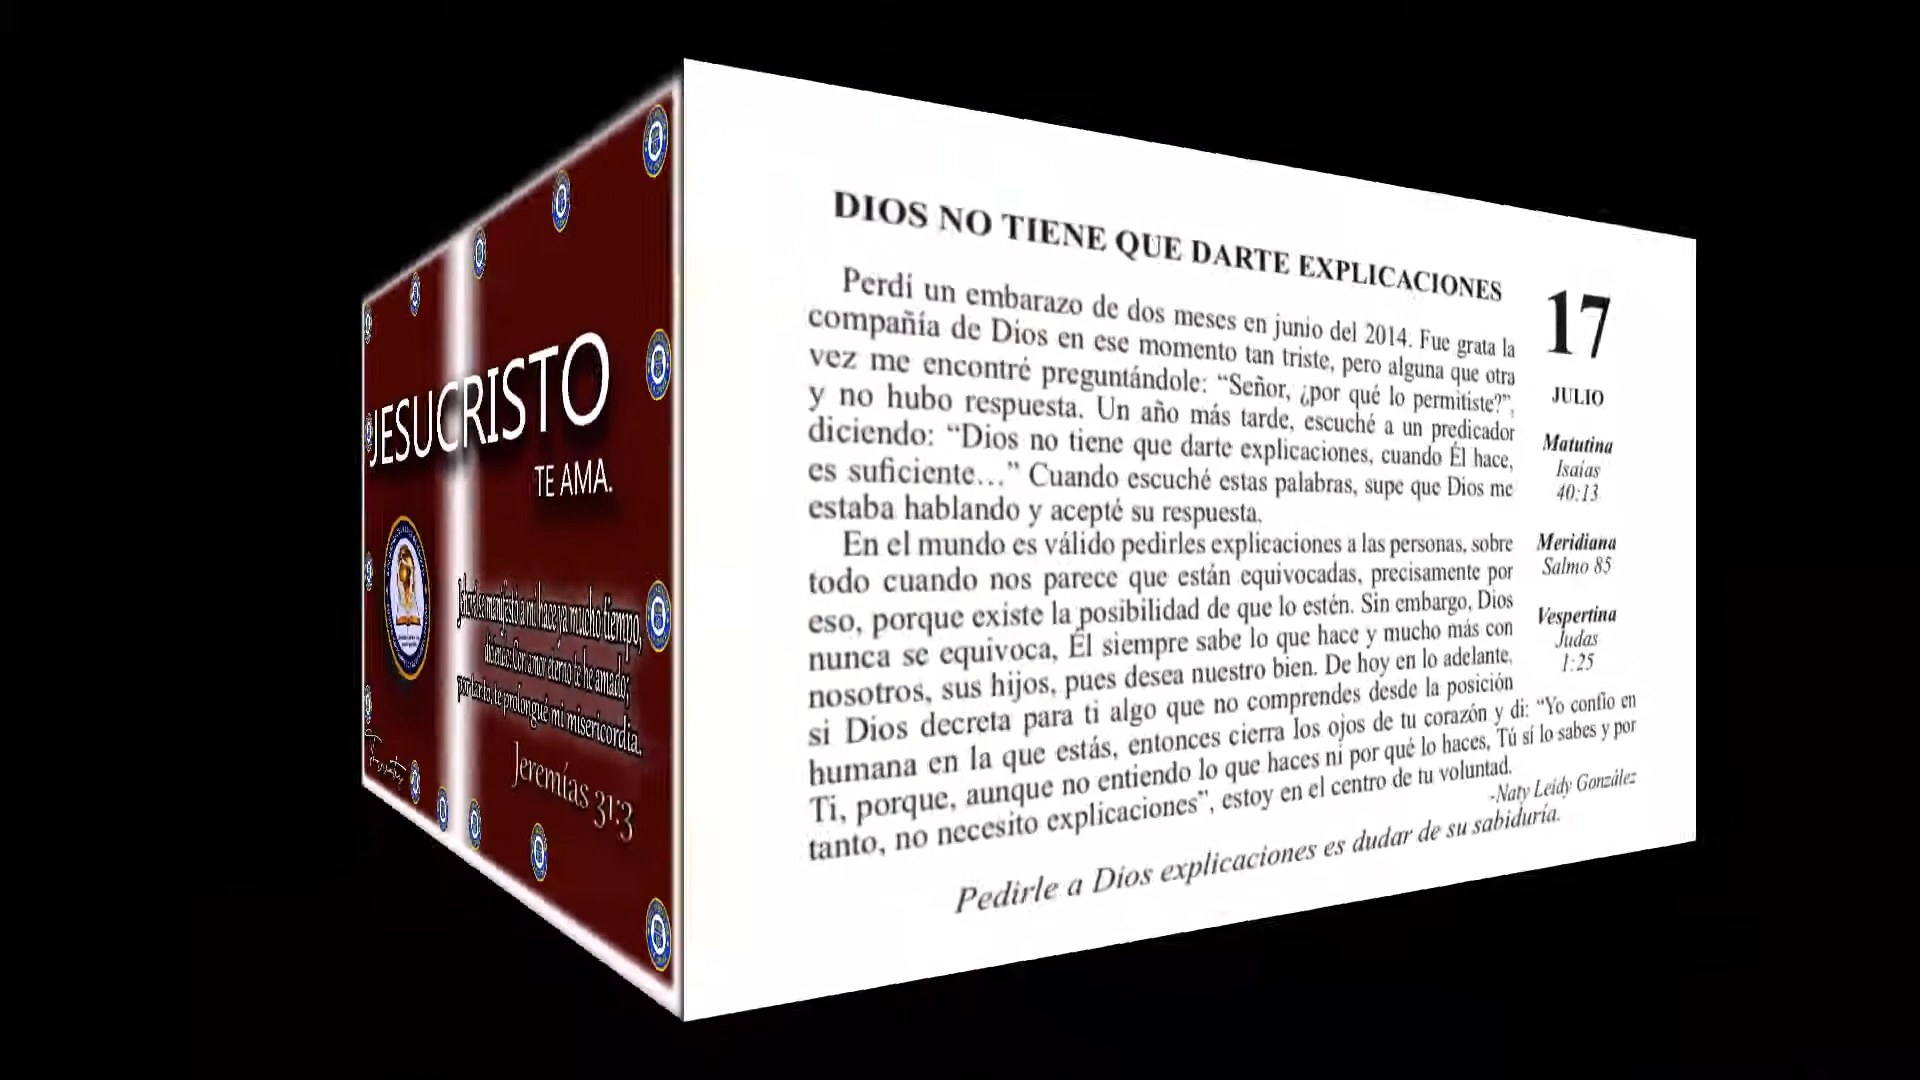 JESUCRISTO
TE AMA.
Jehová se manifestó a mí hace ya mucho tiempo,
diciendo: Con amor eterno te he amado;
por tanto, te prolongué mi misericordia.
Jeremías 31:3
DIOS NO TIENE QUE DARTE EXPLICACIONES
Perdí un embarazo de dos meses en junio del 2014. Fue grata la
compañía de Dios en ese momento tan triste, pero alguna que otra
vez me encontré preguntándole: “Señor, ¿por qué lo permitiste?”,
y no hubo respuesta. Un año más tarde, escuché a un predicador
diciendo: “Dios no tiene que darte explicaciones, cuando Él hace,
es suficiente…” Cuando escuché estas palabras, supe que Dios me
estaba hablando y acepté su respuesta.
En el mundo es válido pedirles explicaciones a las personas, sobre
todo cuando nos parece que están equivocadas, precisamente por
eso, porque existe la posibilidad de que lo estén. Sin embargo, Dios
nunca se equivoca, Él siempre sabe lo que hace y mucho más con
nosotros, sus hijos, pues desea nuestro bien. De hoy en lo adelante,
si Dios decreta para ti algo que no comprendes desde la posición
humana en la que estás, entonces cierra los ojos de tu corazón y di: “Yo confío en
Ti, porque, aunque no entiendo lo que haces ni por qué lo haces, Tú sí lo sabes y por
tanto, no necesito explicaciones”, estoy en el centro de tu voluntad.
-Naty Leidy González
Pedirle a Dios explicaciones es dudar de su sabiduría.
17
JULIO
Matutina
Isaías
40:13
Meridiana
Salmo 85
Vespertina
Judas
1:25